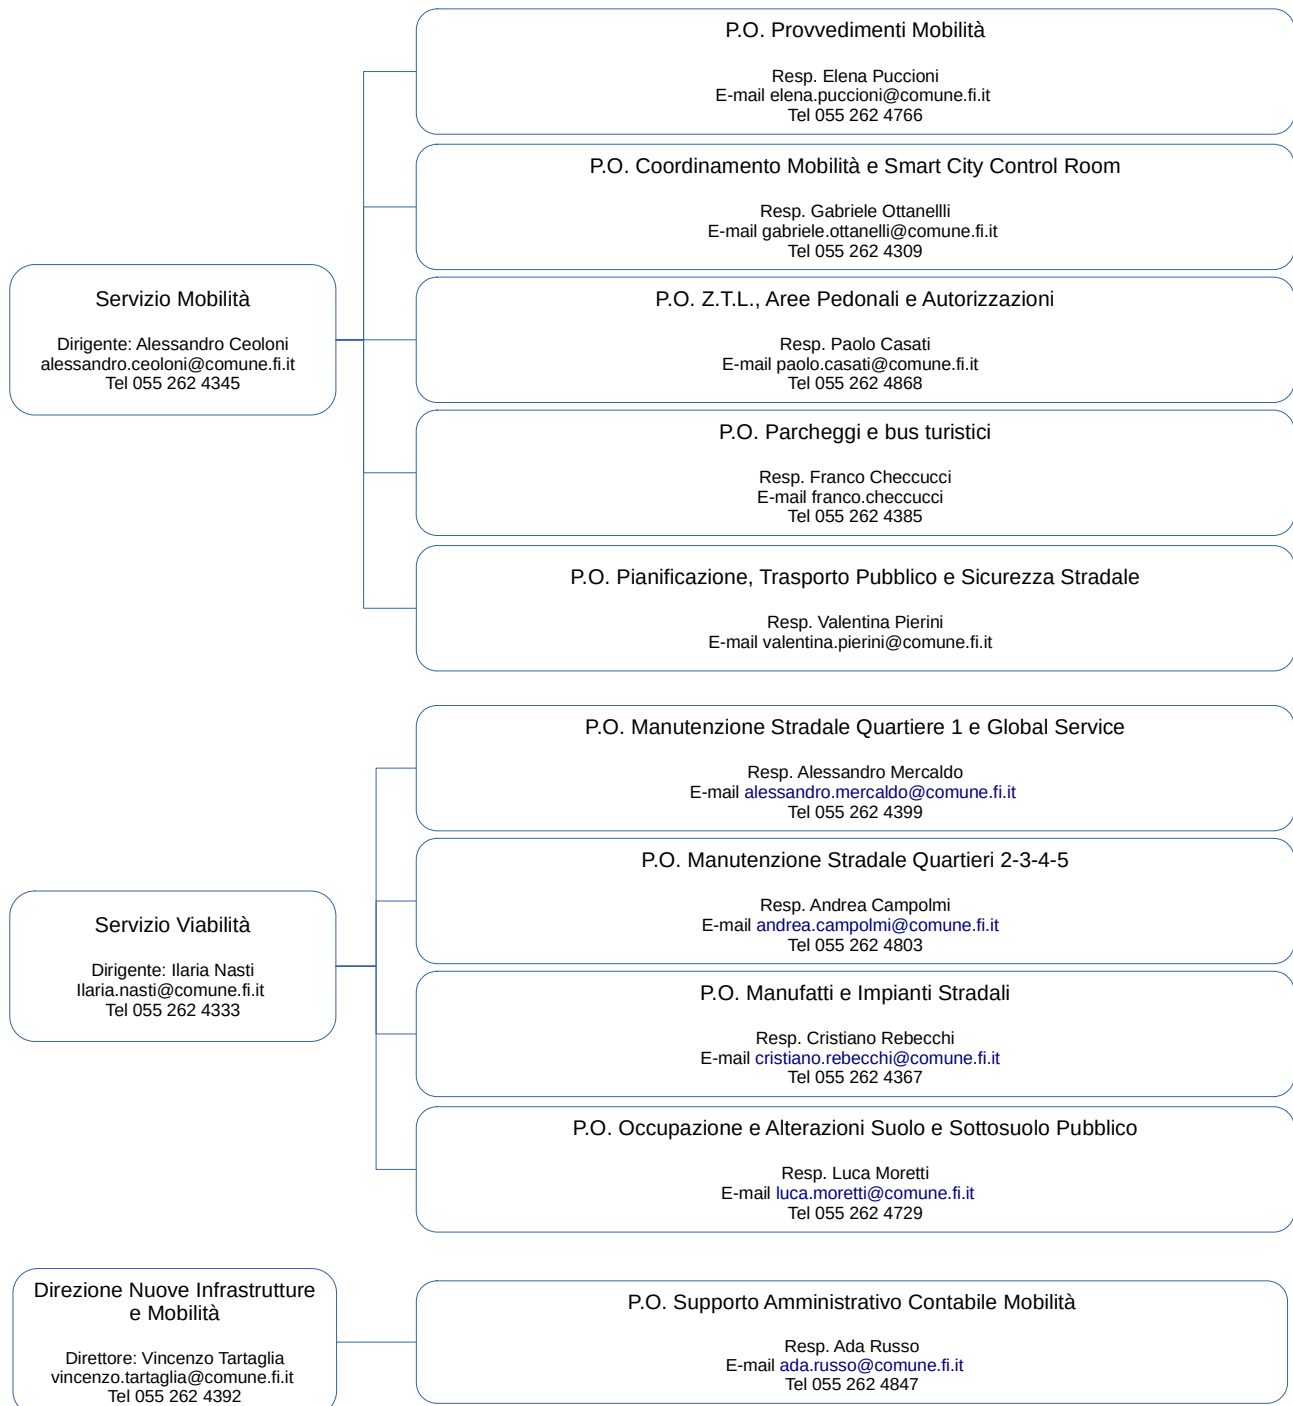 P.O. Provvedimenti Mobilità
Resp. Elena Puccioni
E-mail elena.puccioni@comune.fi.it
Tel 055 262 4766
P.O. Coordinamento Mobilità e Smart City Control Room
Resp. Gabriele Ottanellli
E-mail gabriele.ottanelli@comune.fi.it
Tel 055 262 4309
Servizio Mobilità
Dirigente: Alessandro Ceoloni
alessandro.ceoloni@comune.fi.it
Tel 055 262 4345
P.O. Z.T.L., Aree Pedonali e Autorizzazioni
Resp. Paolo Casati
E-mail paolo.casati@comune.fi.it
Tel 055 262 4868
P.O. Parcheggi e bus turistici
Resp. Franco Checcucci
E-mail franco.checcucci
Tel 055 262 4385
P.O. Pianificazione, Trasporto Pubblico e Sicurezza Stradale
Resp. Valentina Pierini
E-mail valentina.pierini@comune.fi.it
P.O. Manutenzione Stradale Quartiere 1 e Global Service
Resp. Alessandro Mercaldo
E-mail alessandro.mercaldo@comune.fi.it
Tel 055 262 4399
P.O. Manutenzione Stradale Quartieri 2-3-4-5
Resp. Andrea Campolmi
E-mail andrea.campolmi@comune.fi.it
Tel 055 262 4803
Servizio Viabilità
Dirigente: Ilaria Nasti
Ilaria.nasti@comune.fi.it
Tel 055 262 4333
P.O. Manufatti e Impianti Stradali
Resp. Cristiano Rebecchi
E-mail cristiano.rebecchi@comune.fi.it
Tel 055 262 4367
P.O. Occupazione e Alterazioni Suolo e Sottosuolo Pubblico
Resp. Luca Moretti
E-mail luca.moretti@comune.fi.it
Tel 055 262 4729
Direzione Nuove Infrastrutture
e Mobilità
Direttore: Vincenzo Tartaglia
vincenzo.tartaglia@comune.fi.it
Tel 055 262 4392
P.O. Supporto Amministrativo Contabile Mobilità
Resp. Ada Russo
E-mail ada.russo@comune.fi.it
Tel 055 262 4847